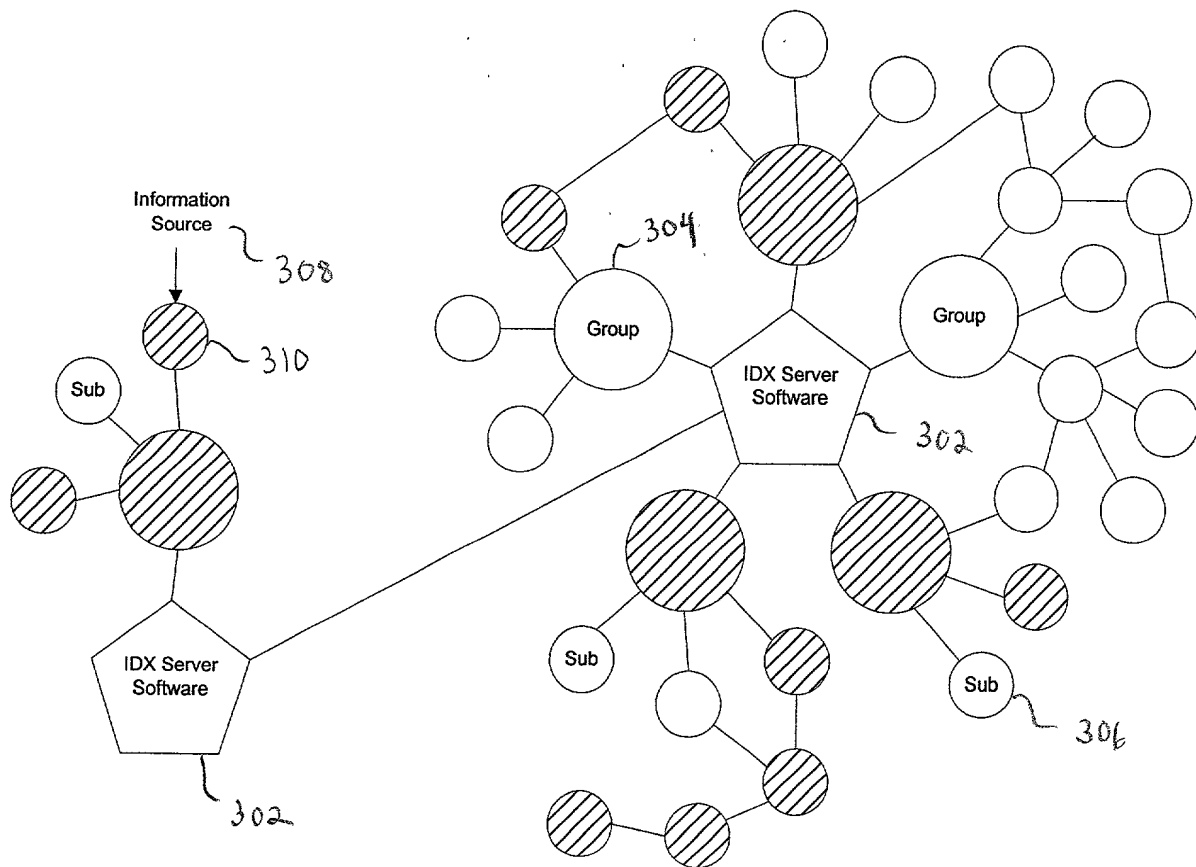 Information
Source
308
304
310
Sub
Group
Group
IDX Server
Software
302
Sub
Sub
306
IDX Server
Software
302